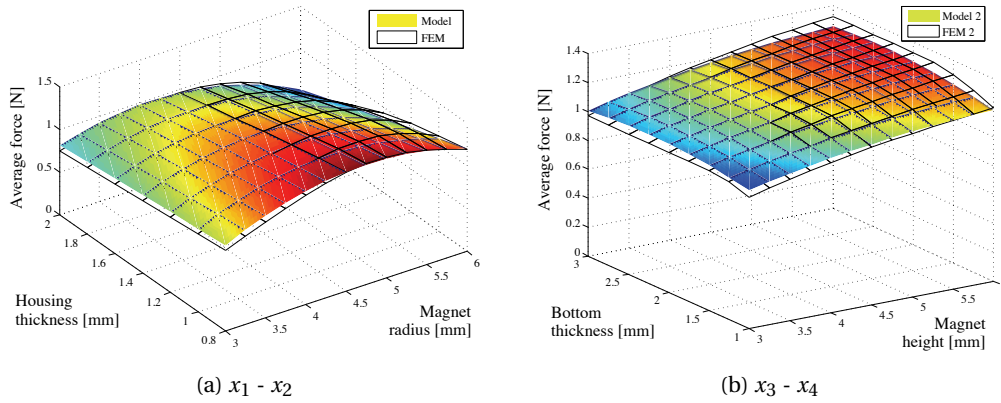 Model
FEM
1.5
1
0.5
0
Average force [N]
2
1.8
1.6
1.4
1.2
1
0.8
Housing
thickness [mm]
3
3.5
4
4.5
5
5.5
6
Magnet
radius [mm]
(a) x1 - x2
Model 2
FEM 2
1.4
1.2
1
0.8
0.6
0.4
0.2
0
Average force [N]
3
2.5
2
1.5
1
Bottom
thickness [mm]
3
3.5
4
4.5
5
5.5
Magnet
height [mm]
(b) x3 - x4